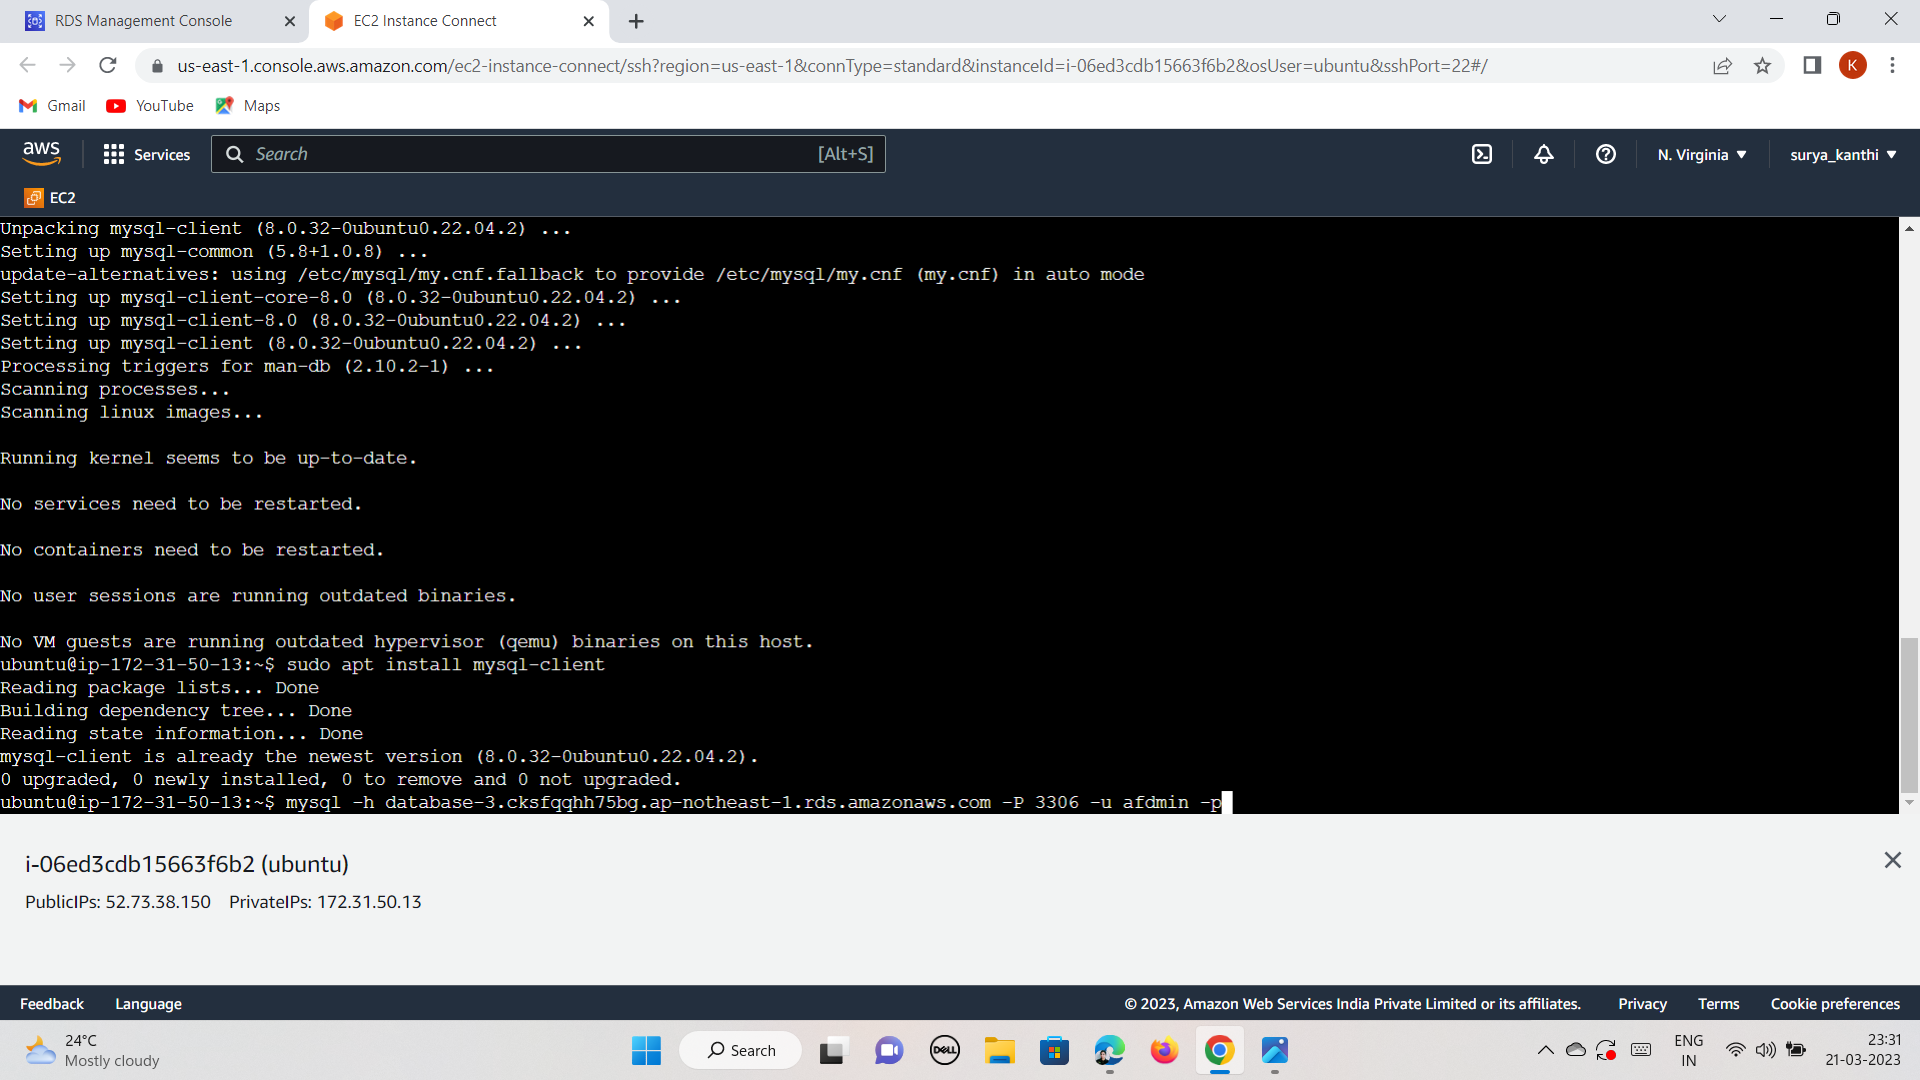 RDS Management Console
EC2 Instance Connect
us-east-1.console.aws.amazon.com/ec2-instance-connect/ssh?region=us-east-1&connType=standard&instanceId=i-06ed3cdb15663f6b2&osUser=ubuntu&sshPort=22#/
K
Gmail
YouTube
Maps
aws
Services
Search
[Alt+S]
N. Virginia
surya_kanthi
EC2
Unpacking mysql-client (8.0.32-0ubuntu0.22.04.2) ...
Setting up mysql-common (5.8+1.0.8) ...
update-alternatives: using /etc/mysql/my.cnf.fallback to provide /etc/mysql/my.cnf (my.cnf) in auto mode
Setting up mysql-client-core-8.0 (8.0.32-0ubuntu0.22.04.2) ...
Setting up mysql-client-8.0 (8.0.32-0ubuntu0.22.04.2) ...
Setting up mysql-client (8.0.32-0ubuntu0.22.04.2) ...
Processing triggers for man-db (2.10.2-1) ...
Scanning processes...
Scanning linux images...
Running kernel seems to be up-to-date.
No services need to be restarted.
No containers need to be restarted.
No user sessions are running outdated binaries.
No VM guests are running outdated hypervisor (qemu) binaries on this host.
ubuntu@ip-172-31-50-13:~$ sudo apt install mysql-client
Reading package lists... Done
Building dependency tree... Done
Reading state information... Done
mysql-client is already the newest version (8.0.32-0ubuntu0.22.04.2).
0 upgraded, 0 newly installed, 0 to remove and 0 not upgraded.
ubuntu@ip-172-31-50-13:~$ mysql -h database-3.cksfqqhh75bg.ap-notheast-1.rds.amazonaws.com -P 3306 -u afdmin -p
i-06ed3cdb15663f6b2 (ubuntu)
PublicIPs: 52.73.38.150 PrivateIPs: 172.31.50.13
Feedback
Language
© 2023, Amazon Web Services India Private Limited or its affiliates.
Privacy
Terms
Cookie preferences
24°C
Mostly cloudy
Search
DELL
ENG
IN
23:31
21-03-2023